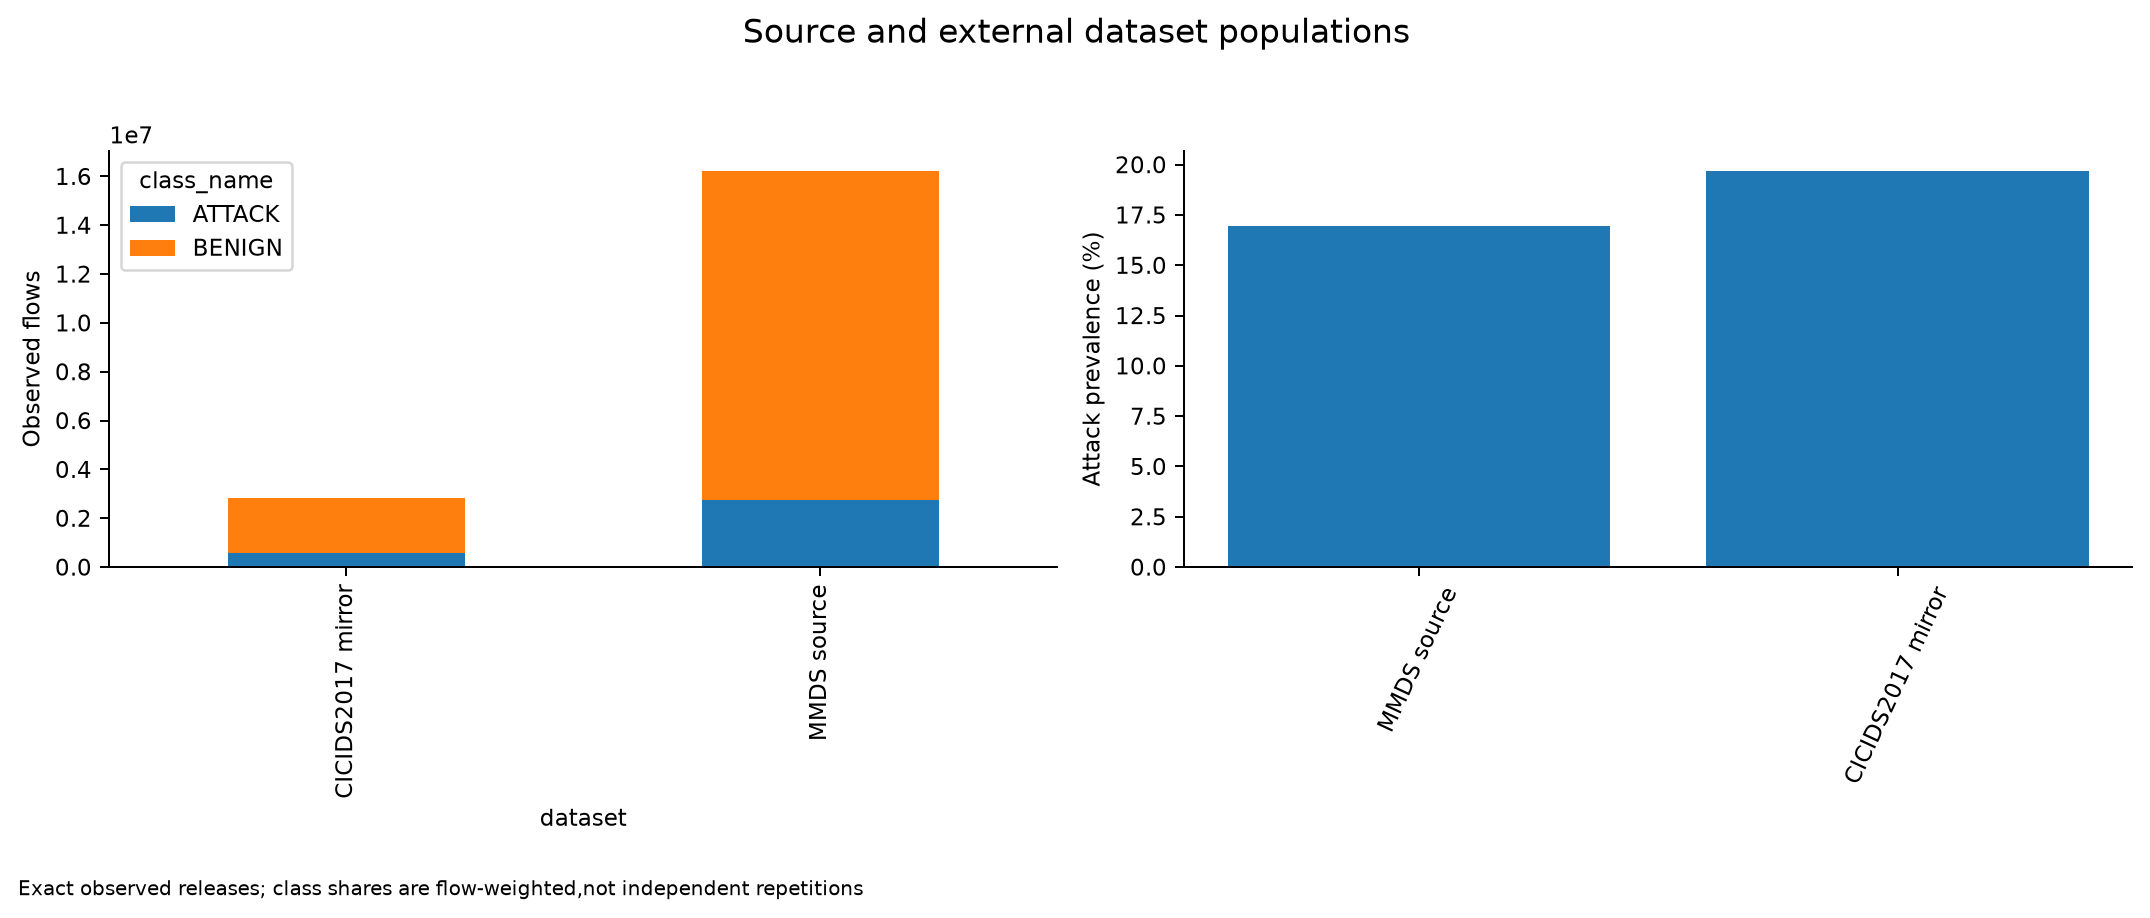 Source and external dataset populations
1e7
1.6
1.4
1.2
1.0
0.8
0.6
0.4
0.2
0.0
Observed flows
class_name
ATTACK
BENIGN
CICIDS2017 mirror
MMDS source
dataset
20.0
17.5
15.0
12.5
10.0
7.5
5.0
2.5
0.0
Attack prevalence (%)
MMDS source
CICIDS2017 mirror
Exact observed releases; class shares are flow-weighted,not independent repetitions